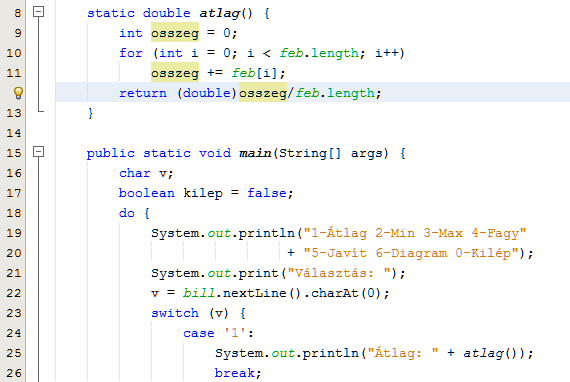 8 static double atlag() {
9 int osszeg = 0;
10 for (int i = 0; i < feb.length; i++)
11 osszeg += feb[i];
return (double)osszeg/feb.length;
13 }
14
15 public static void main(String[] args) {
16 char v;
17 boolean kilep = false;
18 do {
19 System.out.println("1-Átlag 2-Min 3-Max 4-Fagy"
20 + "5-Javít 6-Diagram 0-Kilép");
21 System.out.print("Választás: ");
22 v = bill.nextLine().charAt(0);
23 switch (v) {
24 case '1':
25 System.out.println("Átlag: " + atlag());
26 break;